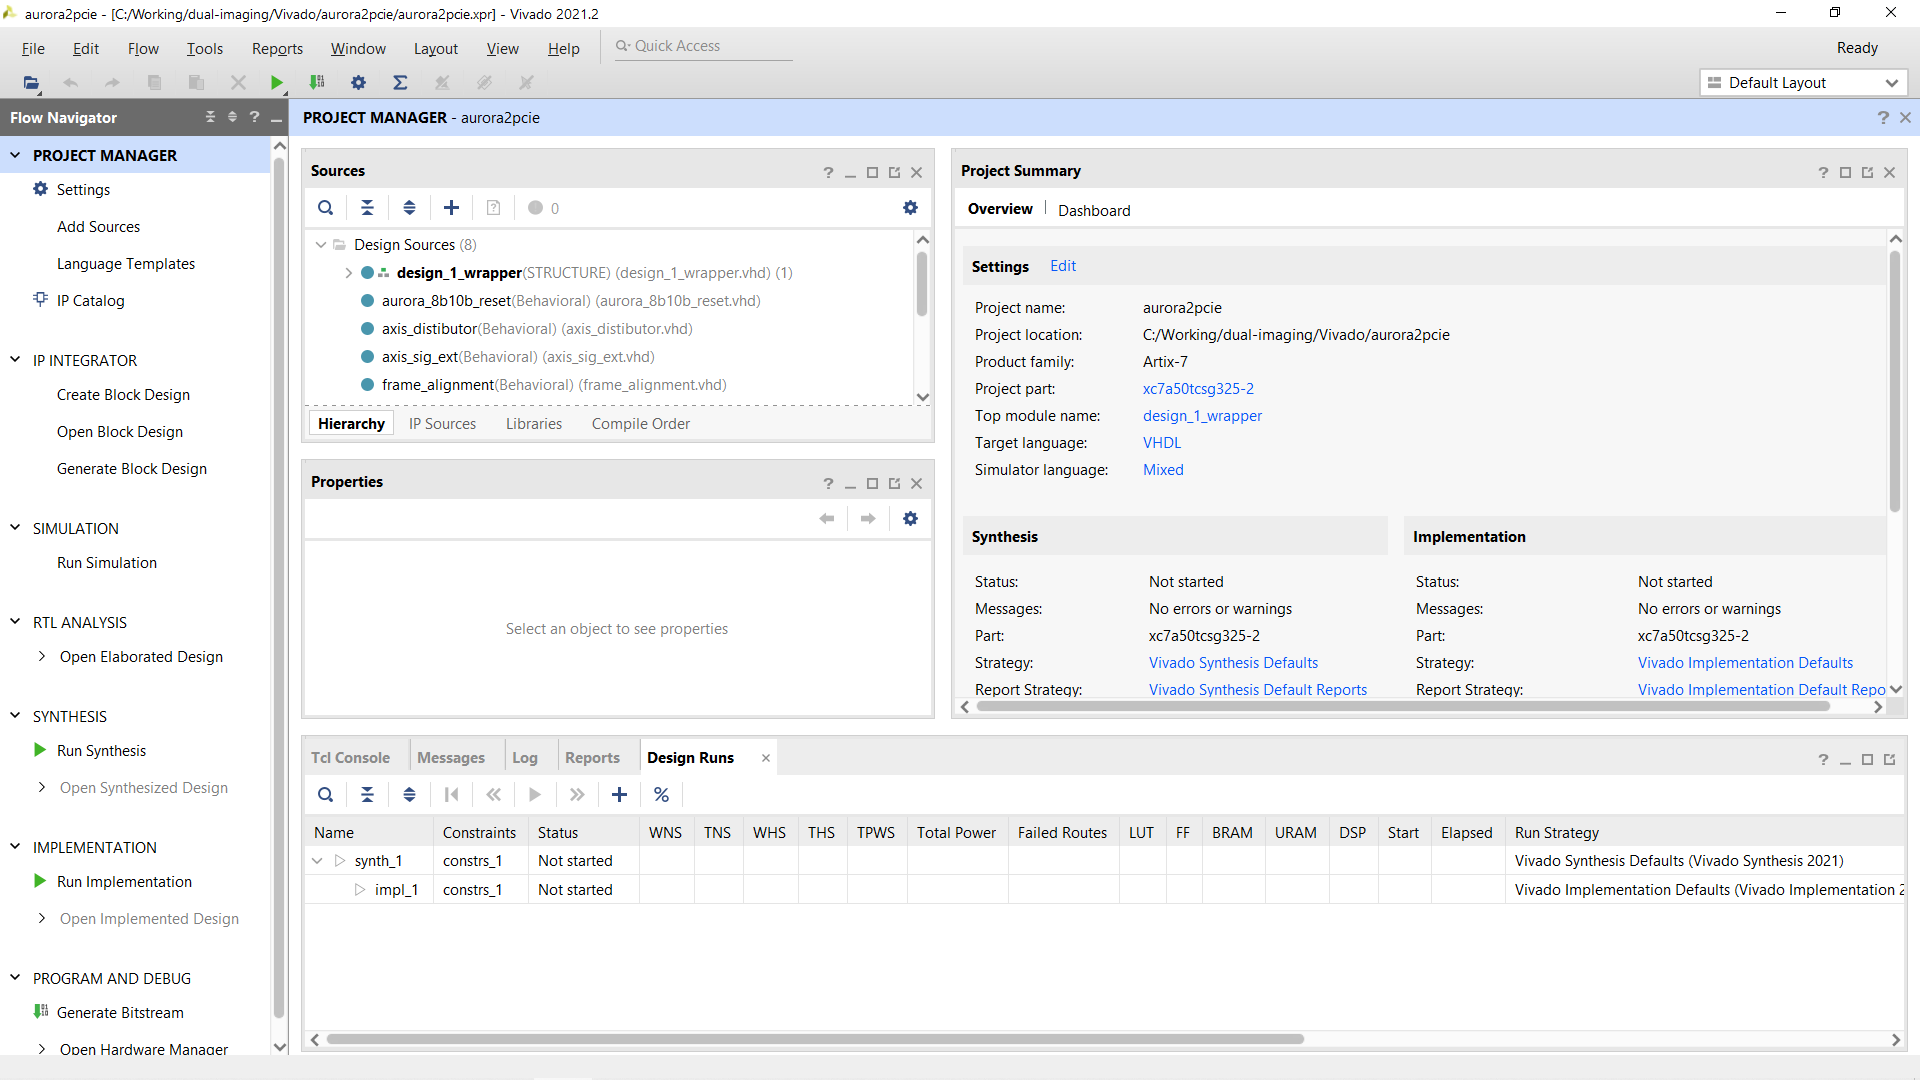 aurora2pcie - [C:/Working/dual-imaging/Vivado/aurora2pcie/aurora2pcie.xpr] - Vivado 2021.2
File Edit Flow Tools Reports Window Layout View Help Quick Access Ready
Default Layout
Flow Navigator
PROJECT MANAGER
Settings
Add Sources
Language Templates
IP Catalog
IP INTEGRATOR
Create Block Design
Open Block Design
Generate Block Design
SIMULATION
Run Simulation
RTL ANALYSIS
Open Elaborated Design
SYNTHESIS
Run Synthesis
Open Synthesized Design
IMPLEMENTATION
Run Implementation
Open Implemented Design
PROGRAM AND DEBUG
Generate Bitstream
Open Hardware Manager
PROJECT MANAGER - aurora2pcie
Sources
0
Design Sources (8)
design_1_wrapper(STRUCTURE) (design_1_wrapper.vhd) (1)
aurora_8b10b_reset(Behavioral) (aurora_8b10b_reset.vhd)
axis_distibutor(Behavioral) (axis_distibutor.vhd)
axis_sig_ext(Behavioral) (axis_sig_ext.vhd)
frame_alignment(Behavioral) (frame_alignment.vhd)
Hierarchy IP Sources Libraries Compile Order
Properties
Select an object to see properties
Project Summary
Overview Dashboard
Settings Edit
Project name: aurora2pcie
Project location: C:/Working/dual-imaging/Vivado/aurora2pcie
Product family: Artix-7
Project part: xc7a50tcsg325-2
Top module name: design_1_wrapper
Target language: VHDL
Simulator language: Mixed
Synthesis
Status: Not started
Messages: No errors or warnings
Part: xc7a50tcsg325-2
Strategy: Vivado Synthesis Defaults
Report Strategy: Vivado Synthesis Default Reports
Implementation
Status: Not started
Messages: No errors or warnings
Part: xc7a50tcsg325-2
Strategy: Vivado Implementation Defaults
Report Strategy: Vivado Implementation Default Repo
Tcl Console Messages Log Reports Design Runs
Name Constraints Status WNS TNS WHS THS TPWS Total Power Failed Routes LUT FF BRAM URAM DSP Start Elapsed Run Strategy
synth_1 constrs_1 Not started Vivado Synthesis Defaults (Vivado Synthesis 2021)
impl_1 constrs_1 Not started Vivado Implementation Defaults (Vivado Implementation 2